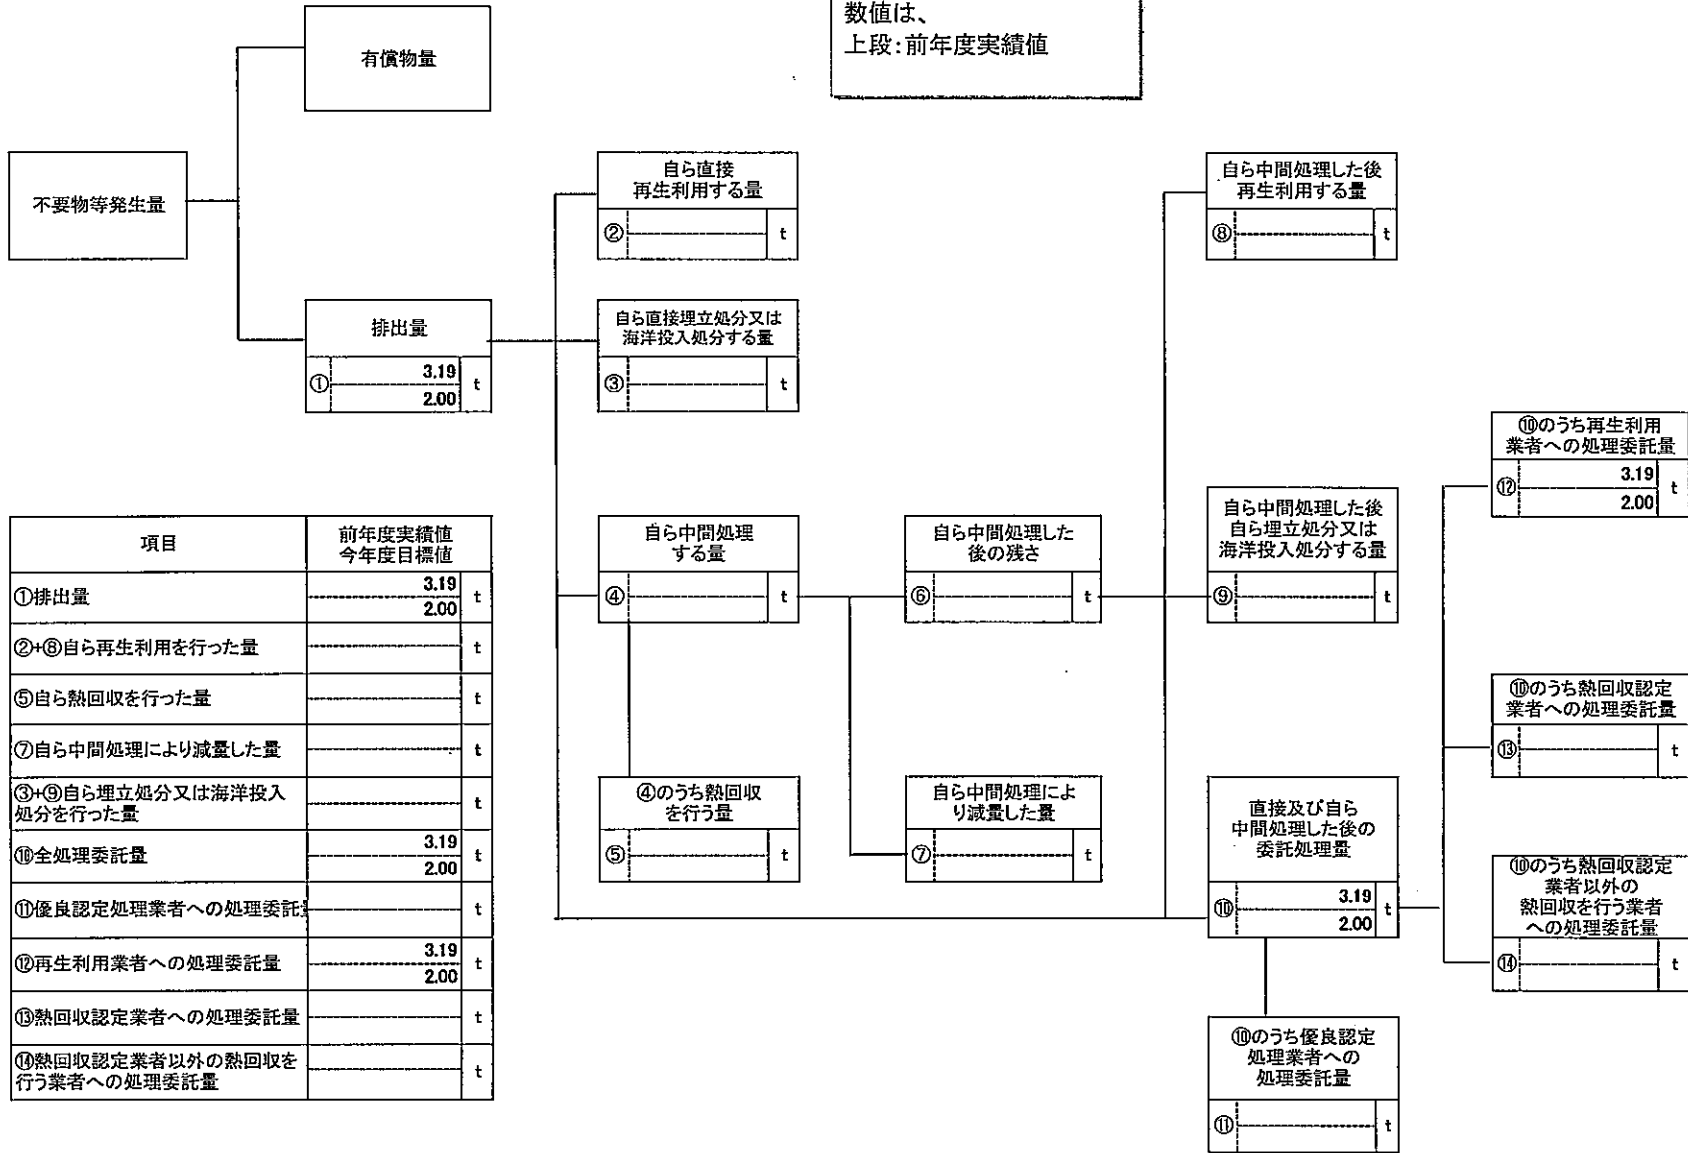 数値は、
上段：前年度実績値
有償物量
不要物等発生量
排出量
① 3.19 t
2.00
自ら直接
再生利用する量
② t
自ら直接埋立処分又は
海洋投入処分する量
③ t
自ら中間処理
する量
④ t
④のうち熱回収
を行う量
⑤ t
自ら中間処理した
後の残さ
⑥ t
自ら中間処理によ
り減量した量
⑦ t
自ら中間処理した後
再生利用する量
⑧ t
自ら中間処理した後
自ら埋立処分又は
海洋投入処分する量
⑨ t
直接及び自ら
中間処理した後の
委託処理量
⑩ 3.19 t
2.00
⑩のうち優良認定
処理業者への
処理委託量
⑪ t
⑩のうち再生利用
業者への処理委託量
⑫ 3.19 t
2.00
⑩のうち熱回収認定
業者への処理委託量
⑬ t
⑩のうち熱回収認定
業者以外の
熱回収を行う業者
への処理委託量
⑭ t
項目 前年度実績値
今年度目標値
①排出量 3.19 t
2.00
②+⑧自ら再生利用を行った量 t
⑤自ら熱回収を行った量 t
⑦自ら中間処理により減量した量 t
③+⑨自ら埋立処分又は海洋投入
処分を行った量 t
⑩全処理委託量 3.19 t
2.00
⑪優良認定処理業者への処理委託 t
⑫再生利用業者への処理委託量 3.19 t
2.00
⑬熱回収認定業者への処理委託量 t
⑭熱回収認定業者以外の熱回収を
行う業者への処理委託量 t